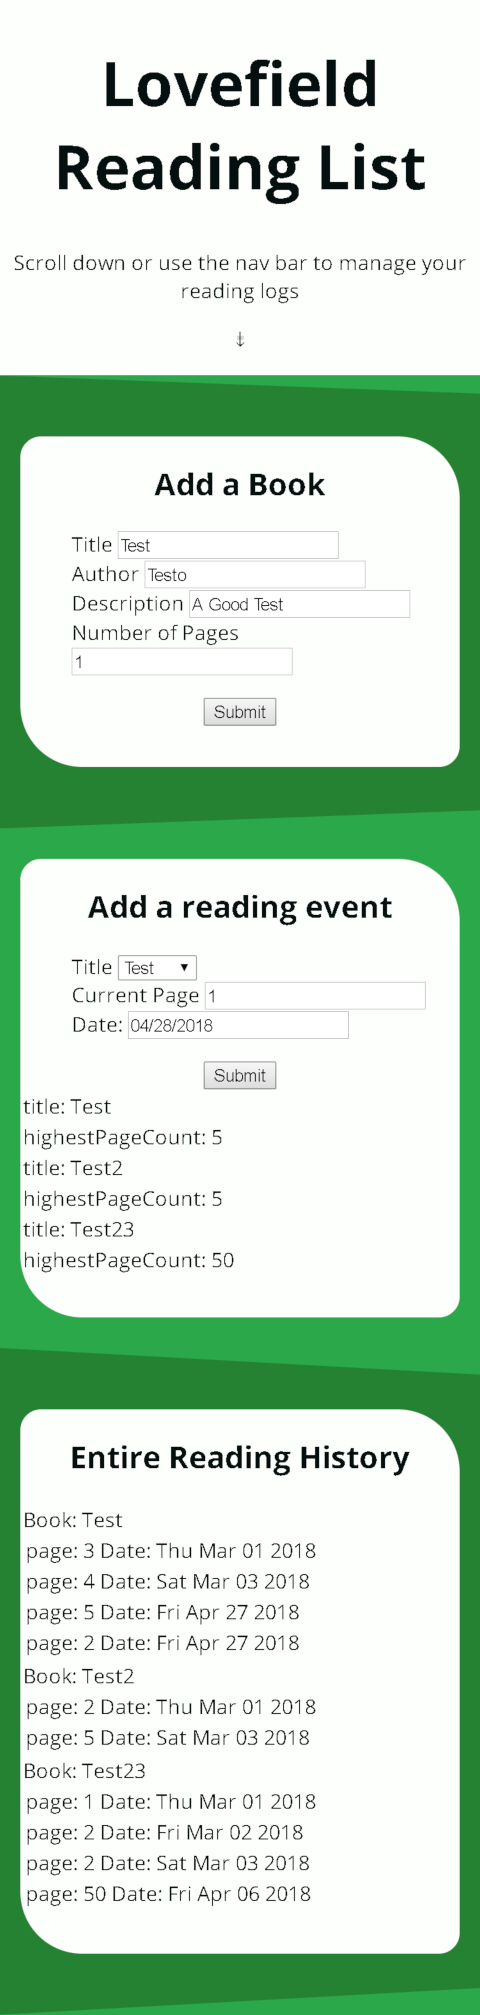 Lovefield
Reading List
Scroll down or use the nav bar to manage your
reading logs
↓
Add a Book
Title Test
Author Testo
Description A Good Test
Number of Pages
1
Submit
Add a reading event
Title Test ▼
Current Page 1
Date: 04/28/2018
Submit
title: Test
highestPageCount: 5
title: Test2
highestPageCount: 5
title: Test23
highestPageCount: 50
Entire Reading History
Book: Test
page: 3 Date: Thu Mar 01 2018
page: 4 Date: Sat Mar 03 2018
page: 5 Date: Fri Apr 27 2018
page: 2 Date: Fri Apr 27 2018
Book: Test2
page: 2 Date: Thu Mar 01 2018
page: 5 Date: Sat Mar 03 2018
Book: Test23
page: 1 Date: Thu Mar 01 2018
page: 2 Date: Fri Mar 02 2018
page: 2 Date: Sat Mar 03 2018
page: 50 Date: Fri Apr 06 2018